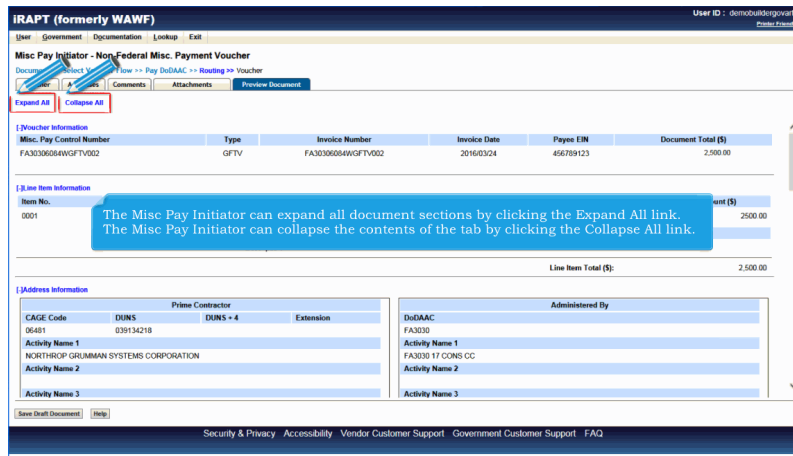 iRAPT (formerly WAWF)
User ID : demobuildergovan
Printer Friend
User Government Documentation Lookup Exit
Misc Pay Initiator - Non-Federal Misc. Payment Voucher
Flow >> Pay DoDAAC >> Routing >> Voucher
Comments Attachments Preview Document
Expand All Collapse All
[-]Voucher Information
Misc. Pay Control Number Type Invoice Number Invoice Date Payee EIN Document Total ($)
FA30306084WGFTV002 GFTV FA30306084WGFTV002 2016/03/24 456789123 2,500.00
[-]Line Item Information
Item No. ount ($)
0001 2500.00
The Misc Pay Initiator can expand all document sections by clicking the Expand All link.
The Misc Pay Initiator can collapse the contents of the tab by clicking the Collapse All link.
Line Item Total ($): 2,500.00
[-]Address Information
Prime Contractor
CAGE Code DUNS DUNS + 4 Extension
06481 039134218
Activity Name 1
NORTHROP GRUMMAN SYSTEMS CORPORATION
Activity Name 2
Activity Name 3
Administered By
DoDAAC
FA3030
Activity Name 1
FA3030 17 CONS CC
Activity Name 2
Activity Name 3
Save Draft Document Help
Security & Privacy Accessibility Vendor Customer Support Government Customer Support FAQ